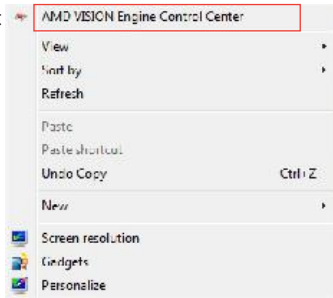 AMD VISION Engine Control Center
View
Sort by
Refresh
Paste
Paste shortcut
Undo Copy Ctrl+Z
New
Screen resolution
Gadgets
Personalize